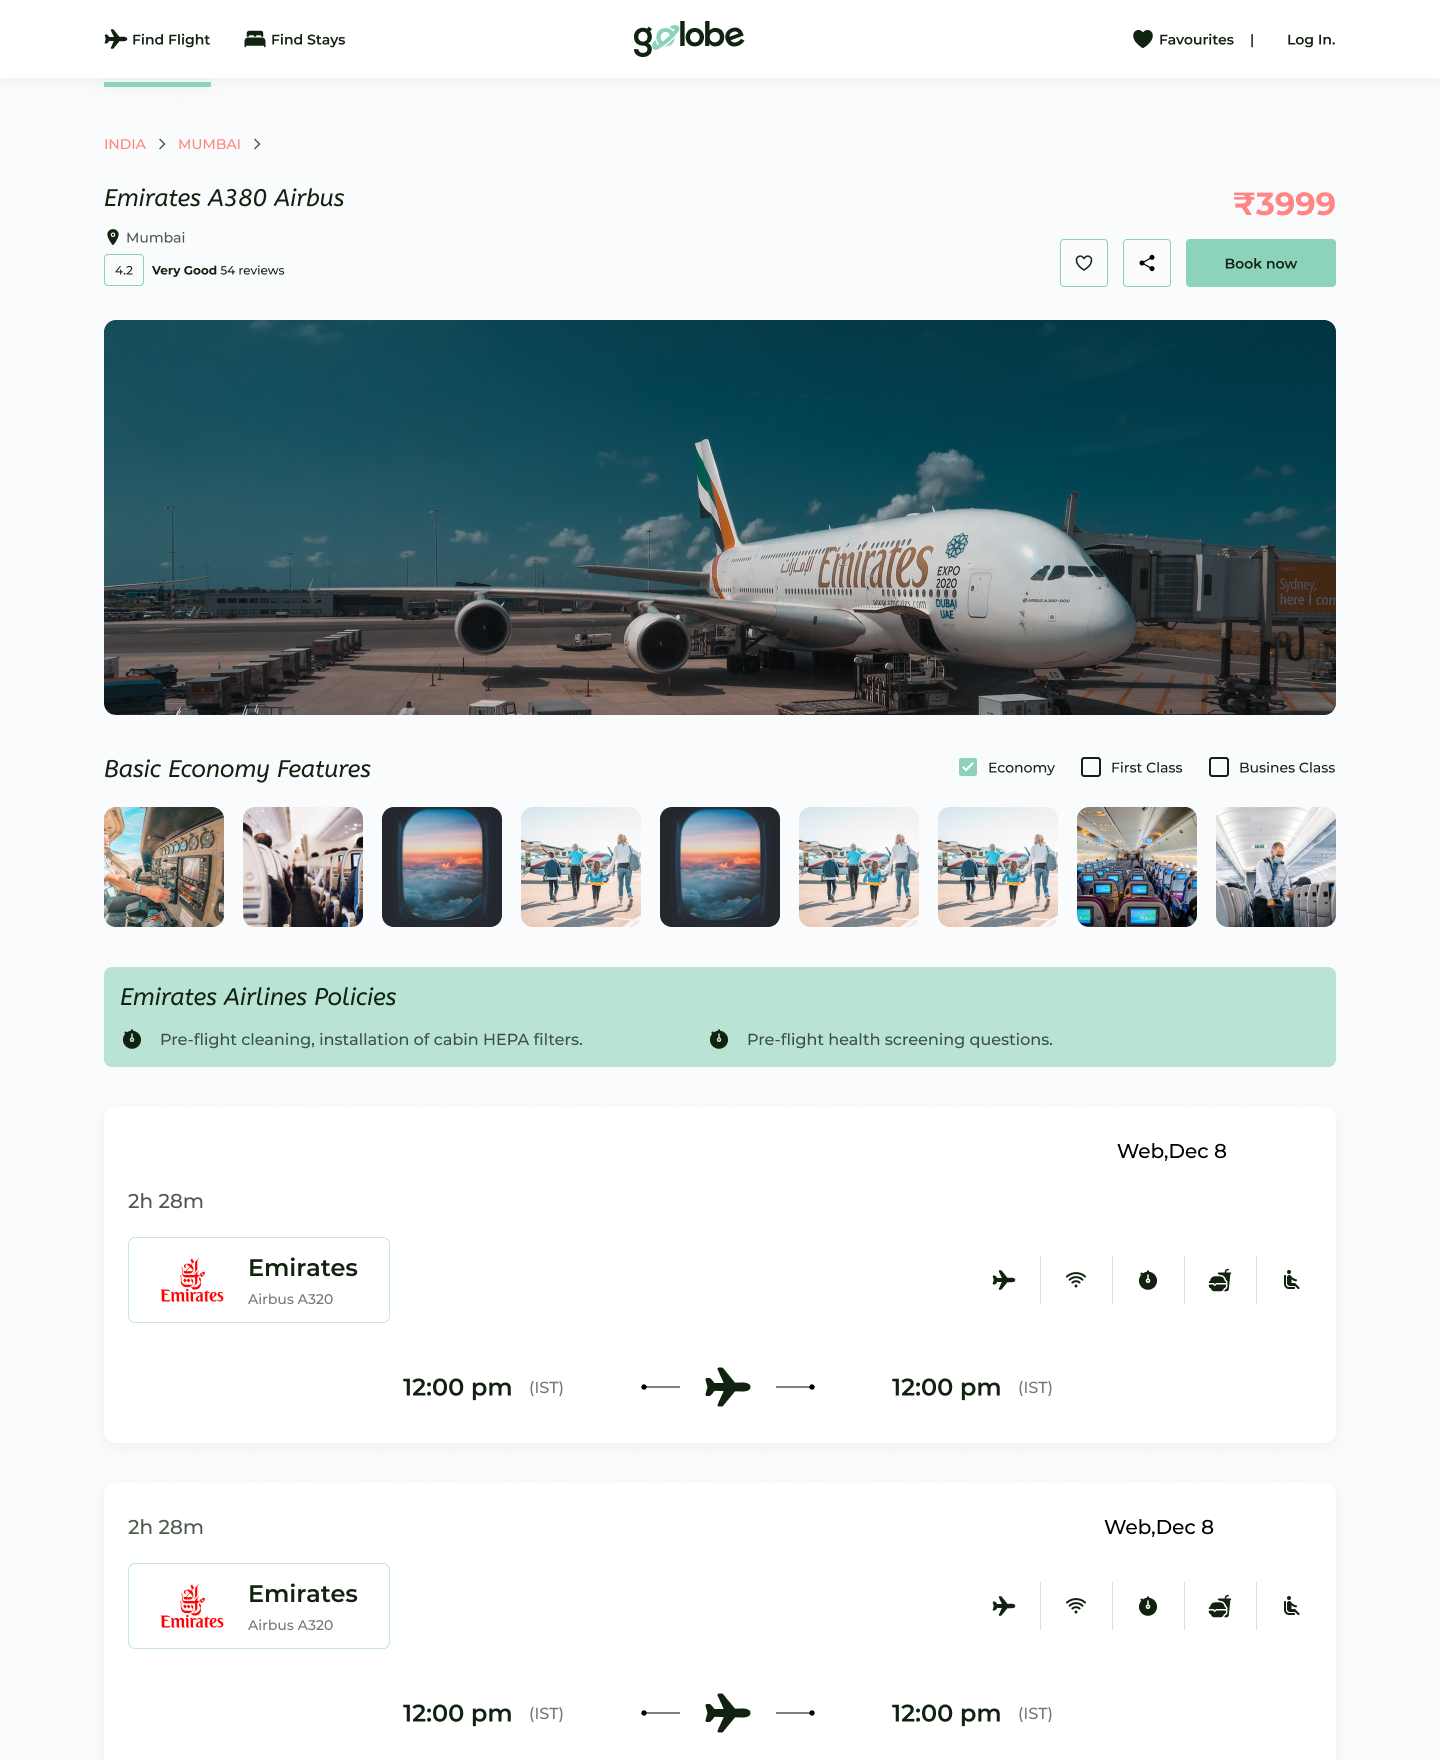 Find Flight
Find Stays
golobe
Favourites |
Log In.
INDIA
MUMBAI
Emirates A380 Airbus
₹3999
Mumbai
4.2
Very Good 54 reviews
Book now
الإمارات
Emirates
EXPO
2020
DUBAI
UAE
Sydney,
here I com
Basic Economy Features
Economy
First Class
Busines Class
Emirates Airlines Policies
Pre-flight cleaning, installation of cabin HEPA filters.
Pre-flight health screening questions.
Web,Dec 8
2h 28m
Emirates
Emirates
Airbus A320
12:00 pm (IST)
12:00 pm (IST)
2h 28m
Web,Dec 8
Emirates
Emirates
Airbus A320
12:00 pm (IST)
12:00 pm (IST)